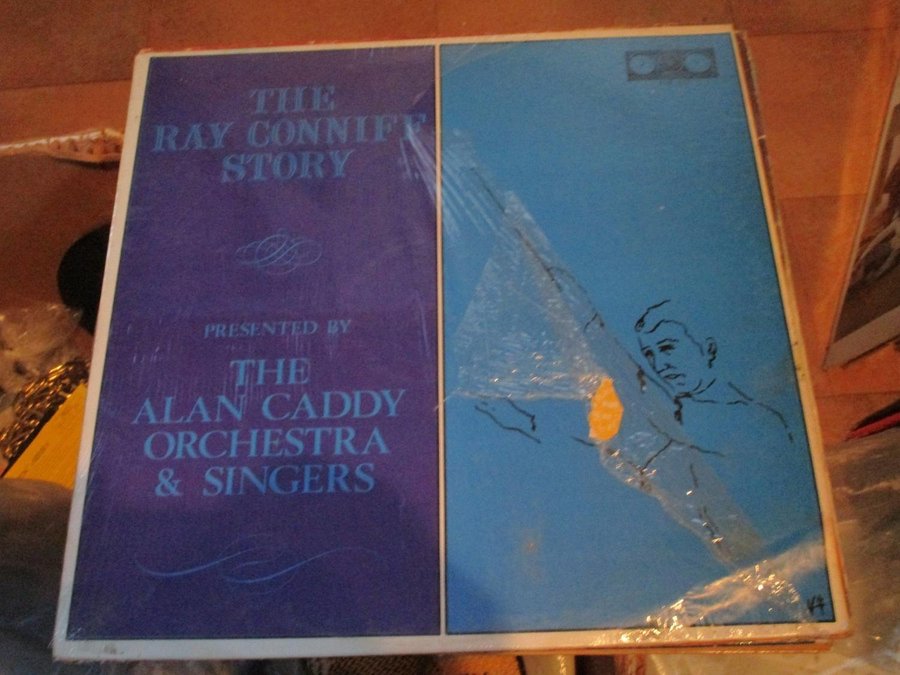 THE
RAY CONNIFF
STORY
PRESENTED BY
THE
ALAN CADDY
ORCHESTRA
& SINGERS